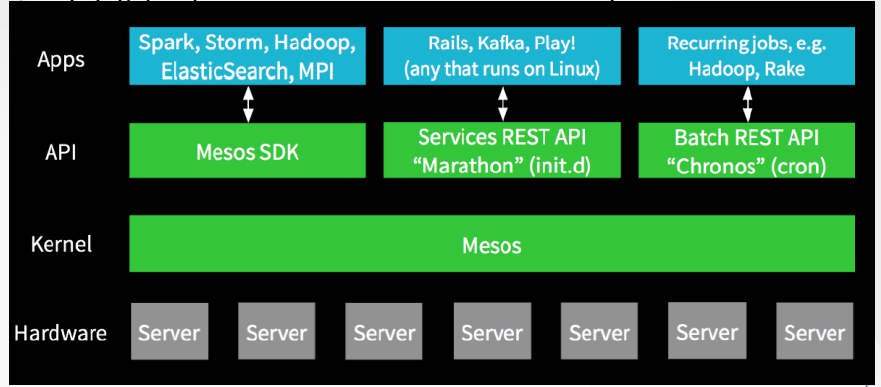 Apps
Spark, Storm, Hadoop,
ElasticSearch, MPI
Rails, Kafka, Play!
(any that runs on Linux)
Recurring jobs, e.g.
Hadoop, Rake
API
Mesos SDK
Services REST API
“Marathon” (init.d)
Batch REST API
“Chronos” (cron)
Kernel
Mesos
Hardware
Server
Server
Server
Server
Server
Server
Server